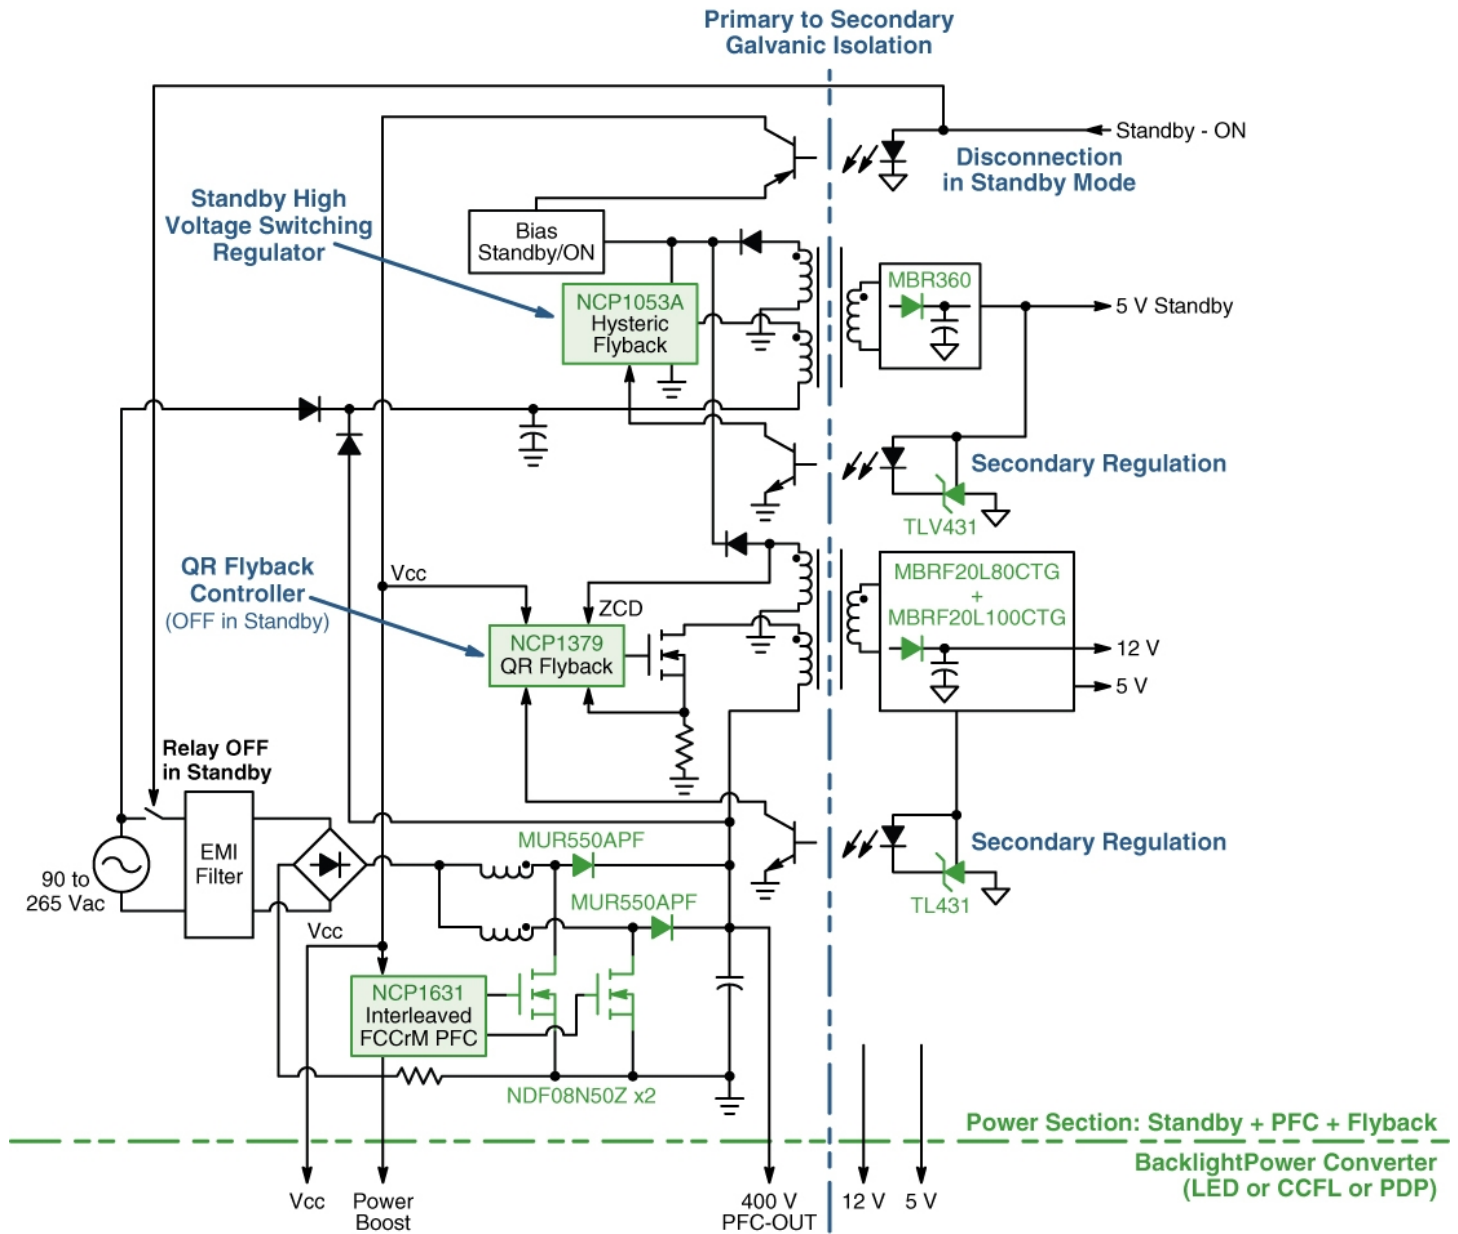 Primary to Secondary
Galvanic Isolation
Standby - ON
Disconnection
in Standby Mode
Standby High
Voltage Switching
Regulator
Bias
Standby/ON
NCP1053A
Hysteric
Flyback
MBR360
5 V Standby
Secondary Regulation
TLV431
QR Flyback
Controller
(OFF in Standby)
Vcc
ZCD
NCP1379
QR Flyback
MBRF20L80CTG
+
MBRF20L100CTG
12 V
5 V
Relay OFF
in Standby
EMI
Filter
90 to
265 Vac
MUR550APF
MUR550APF
Secondary Regulation
TL431
Vcc
NCP1631
Interleaved
FCCrM PFC
NDF08N50Z x2
Power Section: Standby + PFC + Flyback
BacklightPower Converter
(LED or CCFL or PDP)
Vcc
Power
Boost
400 V
PFC-OUT
12 V
5 V